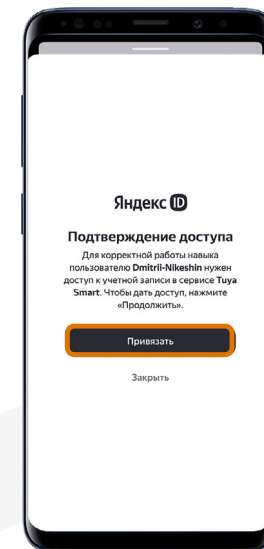 Яндекс ID
Подтверждение доступа
Для корректной работы навыка
пользователю Dmitrii-Nikeshin нужен
доступ к учетной записи в сервисе Tuya
Smart. Чтобы дать доступ, нажмите
«Продолжить».
Привязать
Закрыть